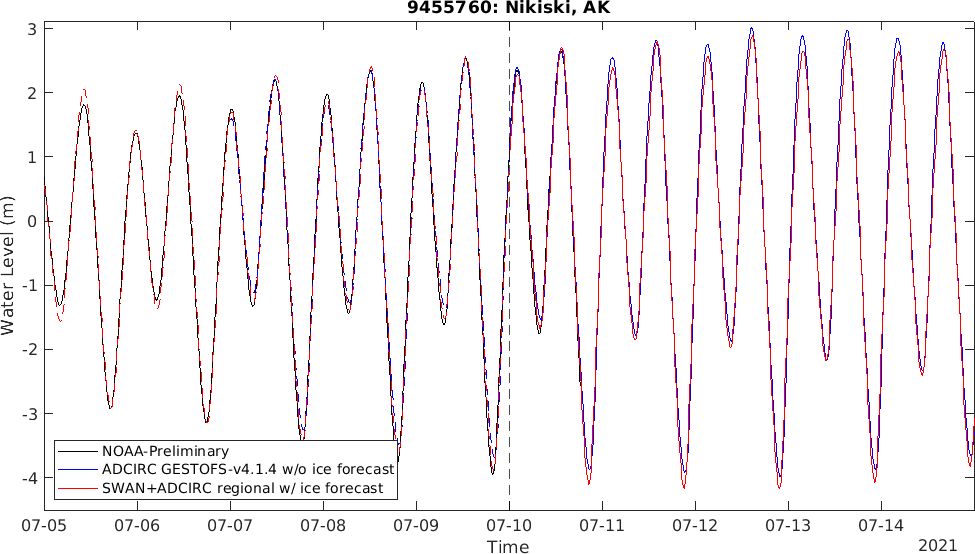 9455760: Nikiski, AK
3
2
1
0
-1
-2
-3
-4
Water Level (m)
NOAA-Preliminary
ADCIRC GESTOFS-v4.1.4 w/o ice forecast
SWAN+ADCIRC regional w/ ice forecast
07-05 07-06 07-07 07-08 07-09 07-10 07-11 07-12 07-13 07-14
Time
2021